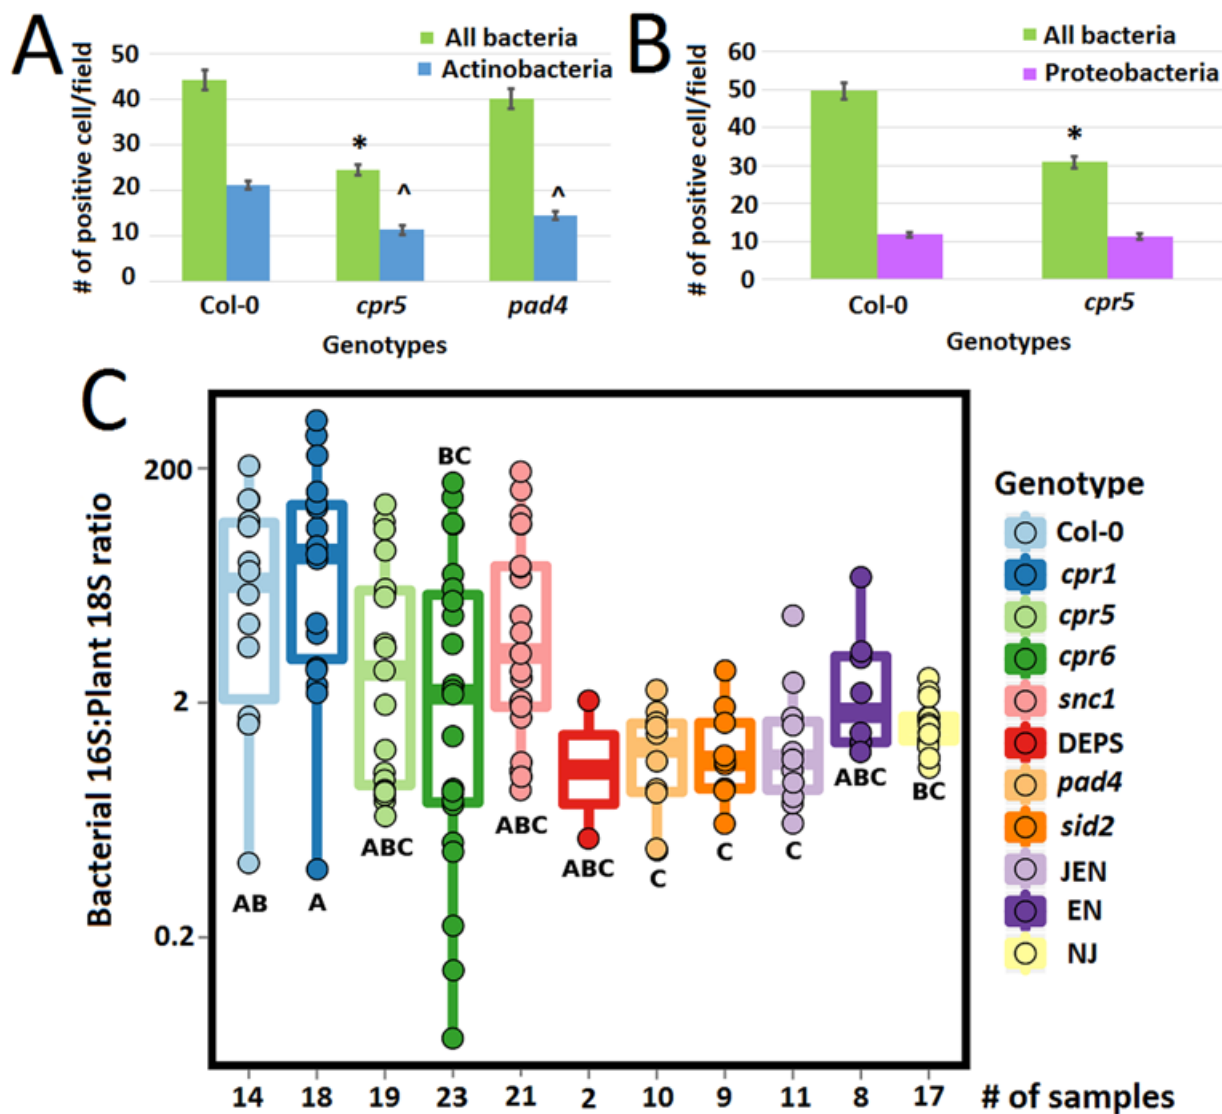 A
# of positive cell/field
All bacteria
Actinobacteria
50
40
30
20
10
0
*
^
^
Col-0
cpr5
pad4
Genotypes
B
# of positive cell/field
All bacteria
Proteobacteria
60
50
40
30
20
10
0
*
Col-0
cpr5
Genotypes
C
Bacterial 16S:Plant 18S ratio
200
2
0.2
AB
A
ABC
BC
ABC
ABC
C
C
C
ABC
BC
14 18 19 23 21 2 10 9 11 8 17 # of samples
Genotype
Col-0
cpr1
cpr5
cpr6
snc1
DEPS
pad4
sid2
JEN
EN
NJ